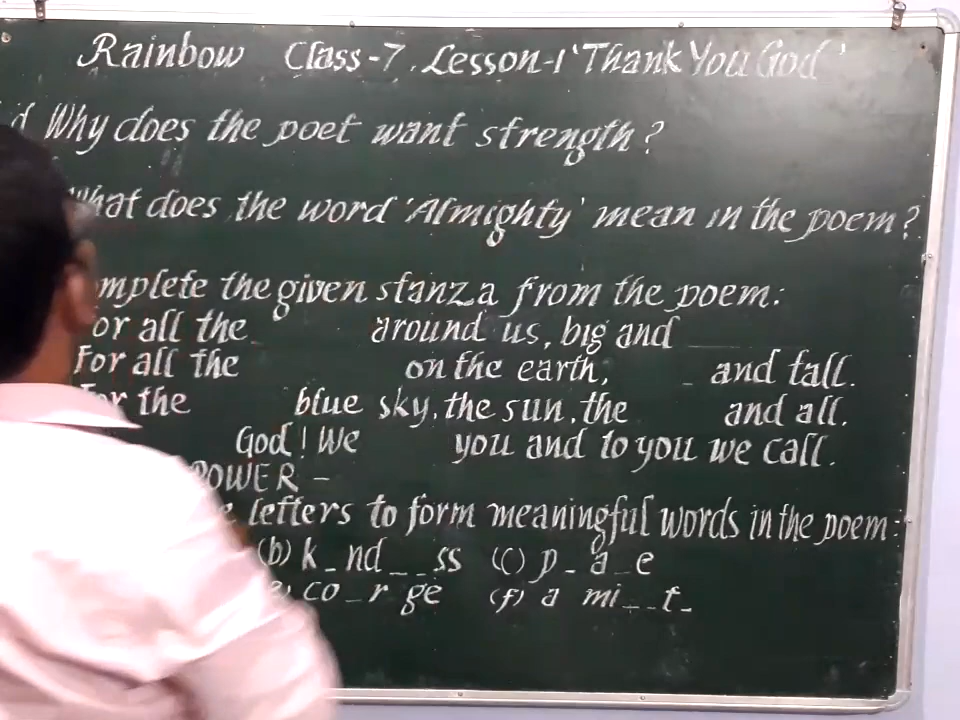 Rainbow Class-7. Lesson-1 'Thank You God'
d. Why does the poet want strength?
What does the word 'Almighty' mean in the poem?
mplete the given stanza from the poem:
or all the around us, big and ___
For all the on the earth, _ and tall.
For the blue sky, the sun, the and all.
God! We you and to you we call.
POWER -
e letters to form meaningful words in the poem:-
(b) k_nd__ss (c) p_a_e
co_r ge (f) a mi__t_